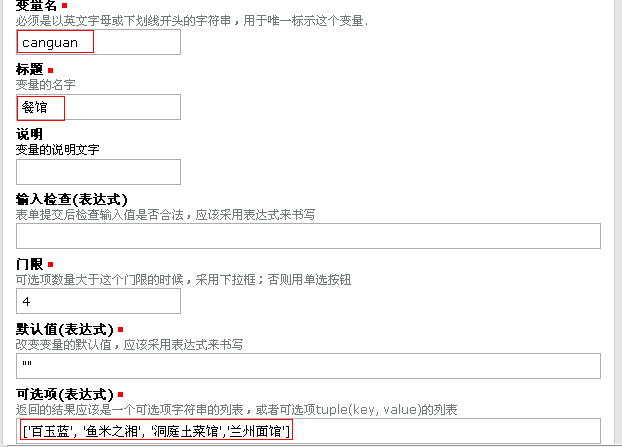 变量名
必须是以英文字母或下划线开头的字符串，用于唯一标示这个变量.
canguan
标题
变量的名字
餐馆
说明
变量的说明文字
输入检查(表达式)
表单提交后检查输入值是否合法，应该采用表达式来书写
门限
可选项数量大于这个门限的时候，采用下拉框；否则用单选按钮
4
默认值(表达式)
改变变量的默认值，应该采用表达式来书写
""
可选项(表达式)
返回的结果应该是一个可选项字符串的列表，或者可选项tuple(key, value)的列表
['百玉蓝', '鱼米之湘', '洞庭土菜馆','兰州面馆']